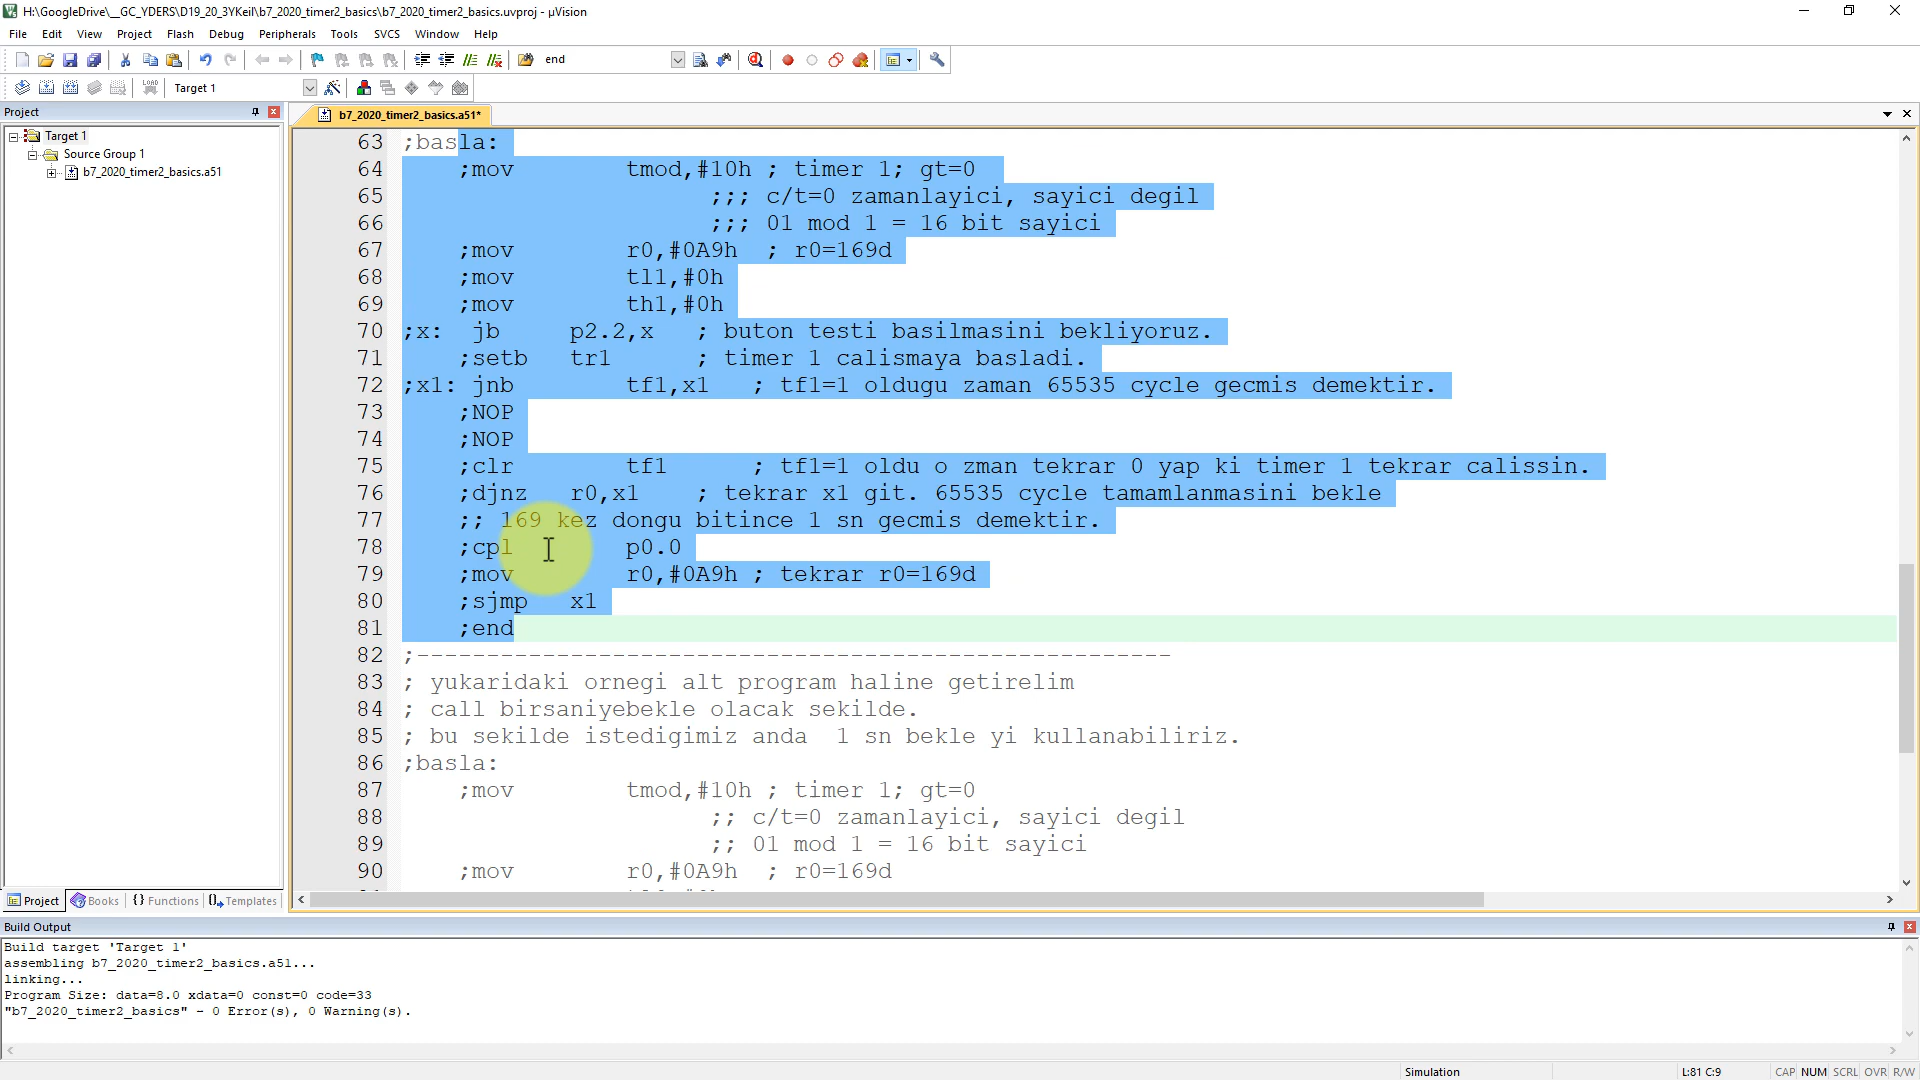 H:\GoogleDrive\__GC_YDERS\D19_20_3YKeil\b7_2020_timer2_basics\b7_2020_timer2_basics.uvproj - µVision
File Edit View Project Flash Debug Peripherals Tools SVCS Window Help
end
LOAD Target 1
Project
b7_2020_timer2_basics.a51*
Target 1
Source Group 1
b7_2020_timer2_basics.a51
63 ;basla:
64 ;mov tmod,#10h ; timer 1; gt=0
65 ;;; c/t=0 zamanlayici, sayici degil
66 ;;; 01 mod 1 = 16 bit sayici
67 ;mov r0,#0A9h ; r0=169d
68 ;mov tl1,#0h
69 ;mov th1,#0h
70 ;x: jb p2.2,x ; buton testi basilmasini bekliyoruz.
71 ;setb tr1 ; timer 1 calismaya basladi.
72 ;x1: jnb tf1,x1 ; tf1=1 oldugu zaman 65535 cycle gecmis demektir.
73 ;NOP
74 ;NOP
75 ;clr tf1 ; tf1=1 oldu o zman tekrar 0 yap ki timer 1 tekrar calissin.
76 ;djnz r0,x1 ; tekrar x1 git. 65535 cycle tamamlanmasini bekle
77 ;; 169 kez dongu bitince 1 sn gecmis demektir.
78 ;cpl p0.0
79 ;mov r0,#0A9h ; tekrar r0=169d
80 ;sjmp x1
81 ;end
82 ;------------------------------------------------------
83 ; yukaridaki ornegi alt program haline getirelim
84 ; call birsaniyebekle olacak sekilde.
85 ; bu sekilde istedigimiz anda 1 sn bekle yi kullanabiliriz.
86 ;basla:
87 ;mov tmod,#10h ; timer 1; gt=0
88 ;; c/t=0 zamanlayici, sayici degil
89 ;; 01 mod 1 = 16 bit sayici
90 ;mov r0,#0A9h ; r0=169d
Project Books {} Functions Templates
Build Output
Build target 'Target 1'
assembling b7_2020_timer2_basics.a51...
linking...
Program Size: data=8.0 xdata=0 const=0 code=33
"b7_2020_timer2_basics" - 0 Error(s), 0 Warning(s).
Simulation L:81 C:9 CAP NUM SCRL OVR R/W